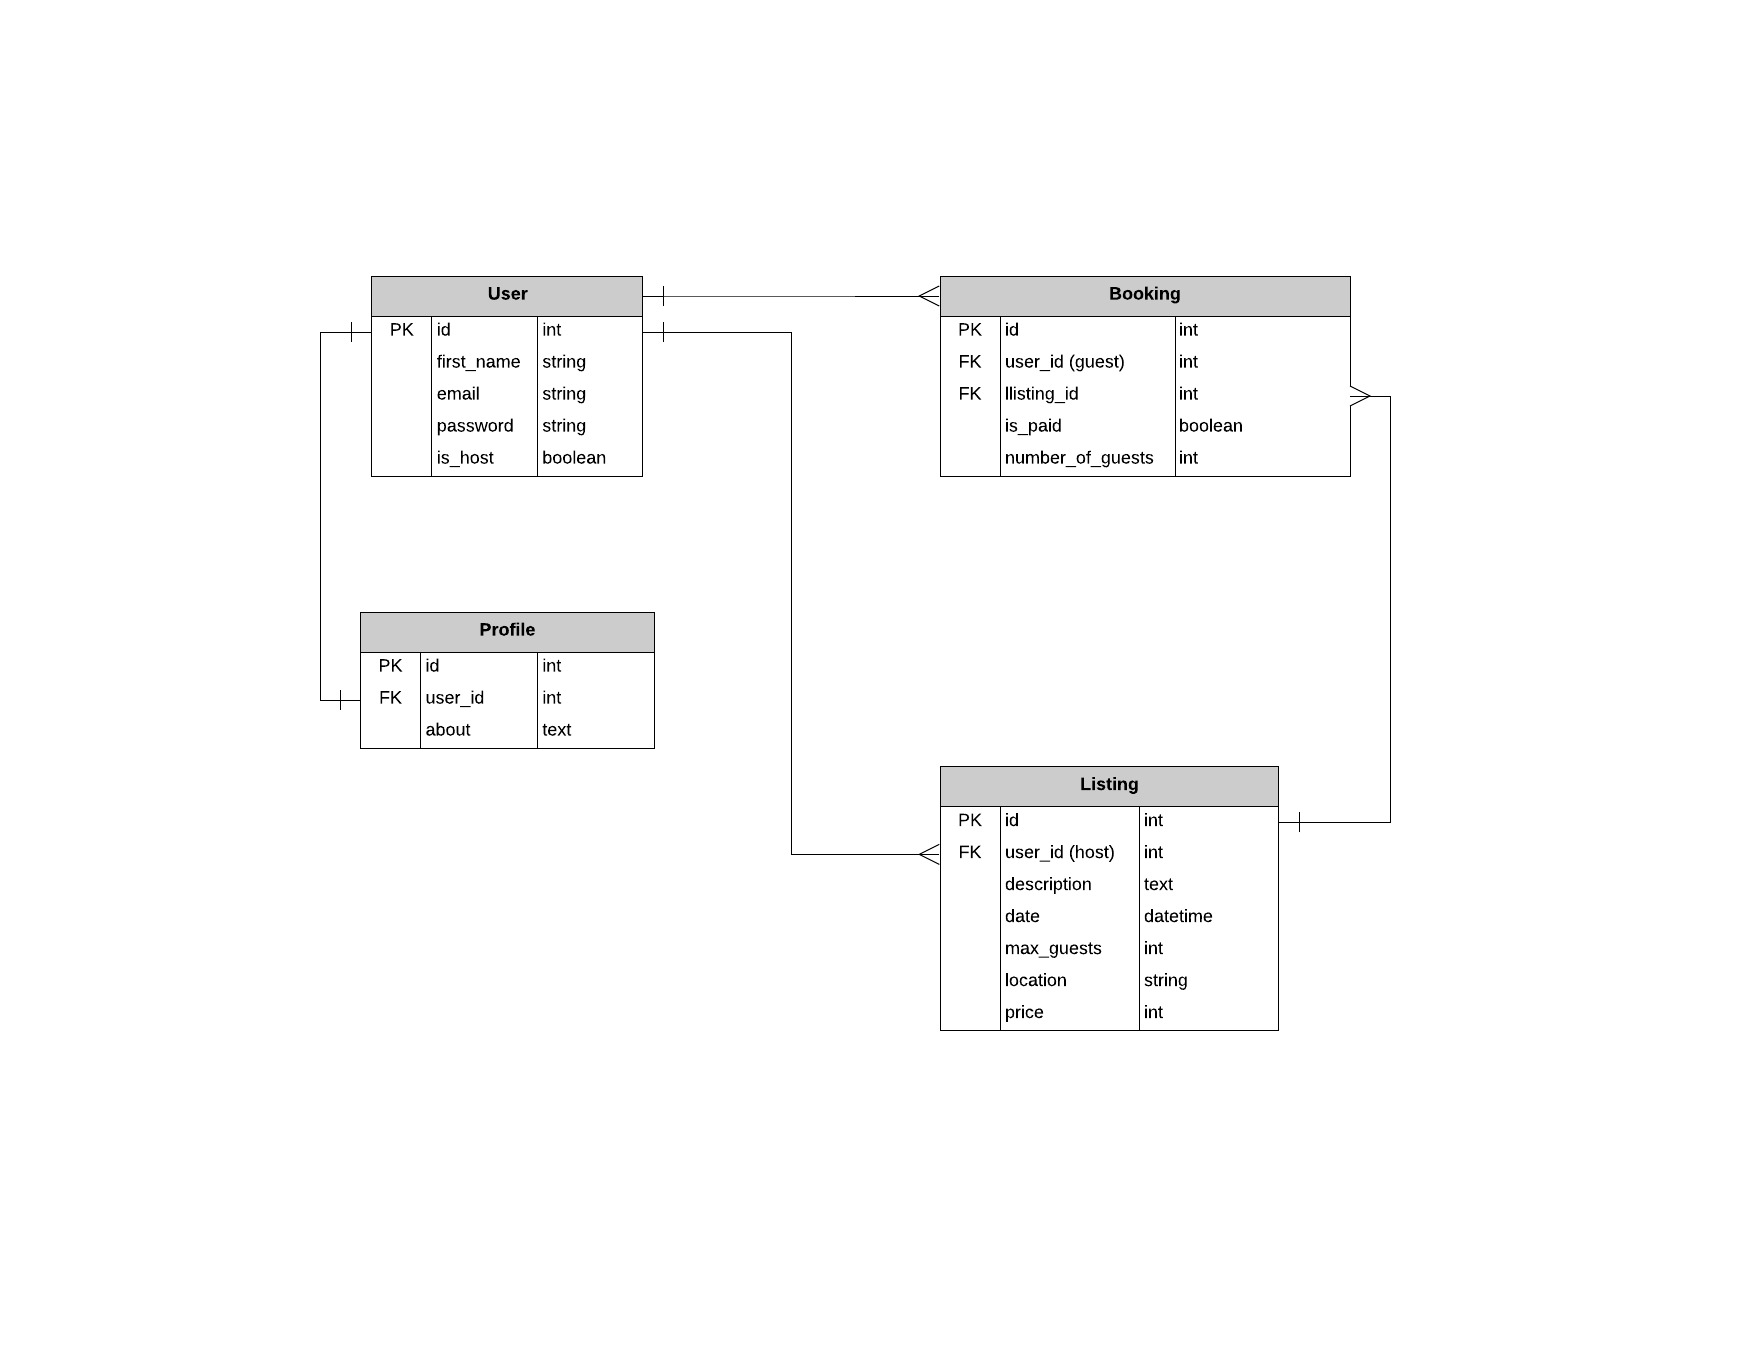 User
PK id int
first_name string
email string
password string
is_host boolean
Booking
PK id int
FK user_id (guest) int
FK llisting_id int
is_paid boolean
number_of_guests int
Profile
PK id int
FK user_id int
about text
Listing
PK id int
FK user_id (host) int
description text
date datetime
max_guests int
location string
price int